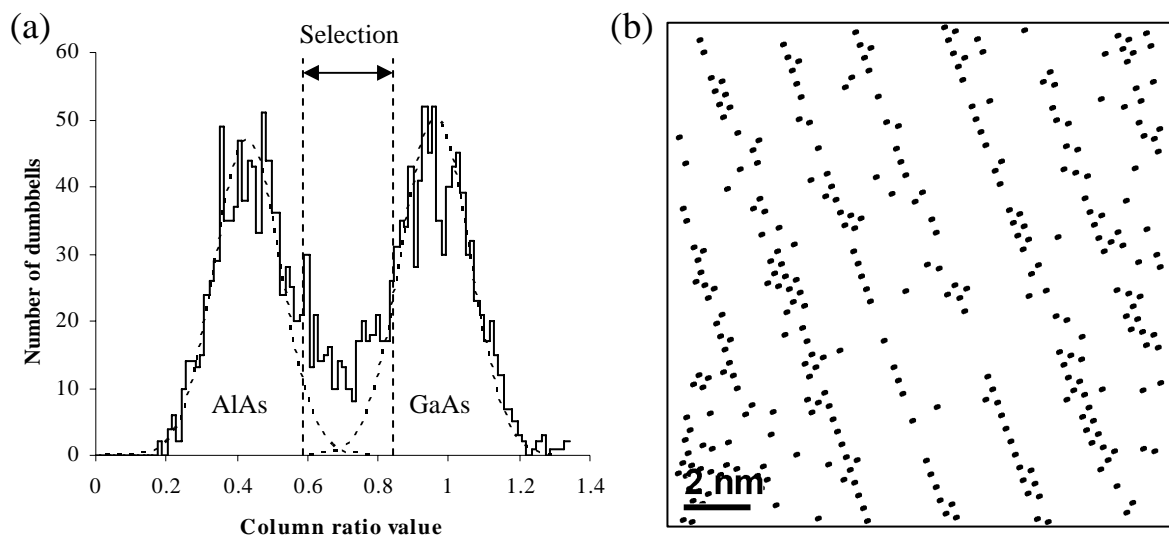 (a)
Selection
60
50
40
30
20
10
0
Number of dumbbells
AlAs
GaAs
0 0.2 0.4 0.6 0.8 1 1.2 1.4
Column ratio value
(b)
2 nm